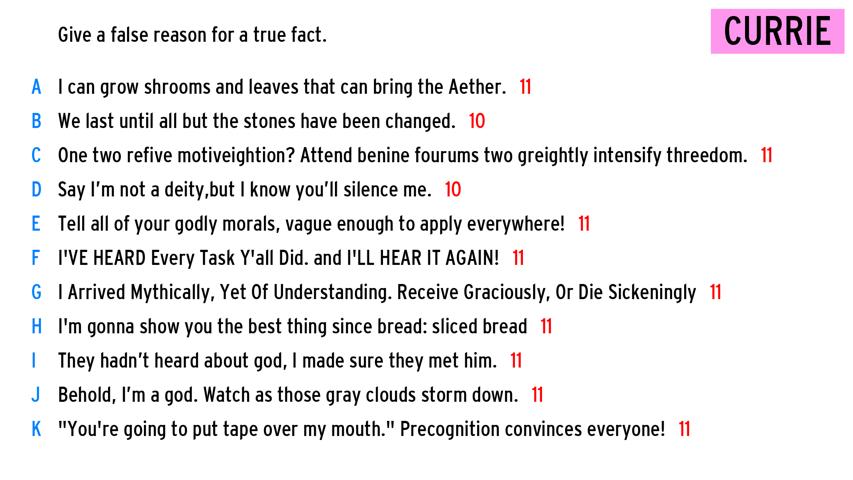 Give a false reason for a true fact.
CURRIE
A I can grow shrooms and leaves that can bring the Aether. 11
B We last until all but the stones have been changed. 10
C One two refive motiveightion? Attend benine fourums two greightly intensify threedom. 11
D Say I'm not a deity,but I know you'll silence me. 10
E Tell all of your godly morals, vague enough to apply everywhere! 11
F I'VE HEARD Every Task Y'all Did. and I'LL HEAR IT AGAIN! 11
G I Arrived Mythically, Yet Of Understanding. Receive Graciously, Or Die Sickeningly 11
H I'm gonna show you the best thing since bread: sliced bread 11
I They hadn't heard about god, I made sure they met him. 11
J Behold, I'm a god. Watch as those gray clouds storm down. 11
K "You're going to put tape over my mouth." Precognition convinces everyone! 11